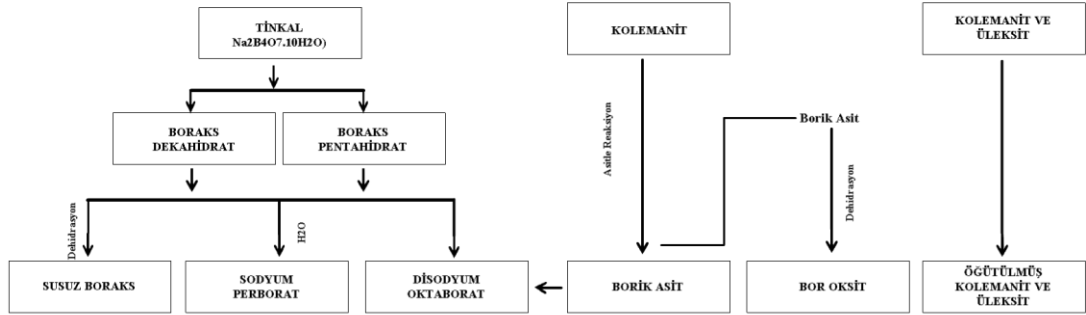 TİNKAL
Na2B4O7.10H2O)
KOLEMANİT
KOLEMANİT VE
ÜLEKSİT
BORAKS
DEKAHİDRAT
BORAKS
PENTAHİDRAT
Asitle Reaksiyon
Borik Asit
Dehidrasyon
Dehidrasyon
H2O
SUSUZ BORAKS
SODYUM
PERBORAT
DİSODYUM
OKTABORAT
BORİK ASİT
BOR OKSİT
ÖĞÜTÜLMÜŞ
KOLEMANİT VE
ÜLEKSİT